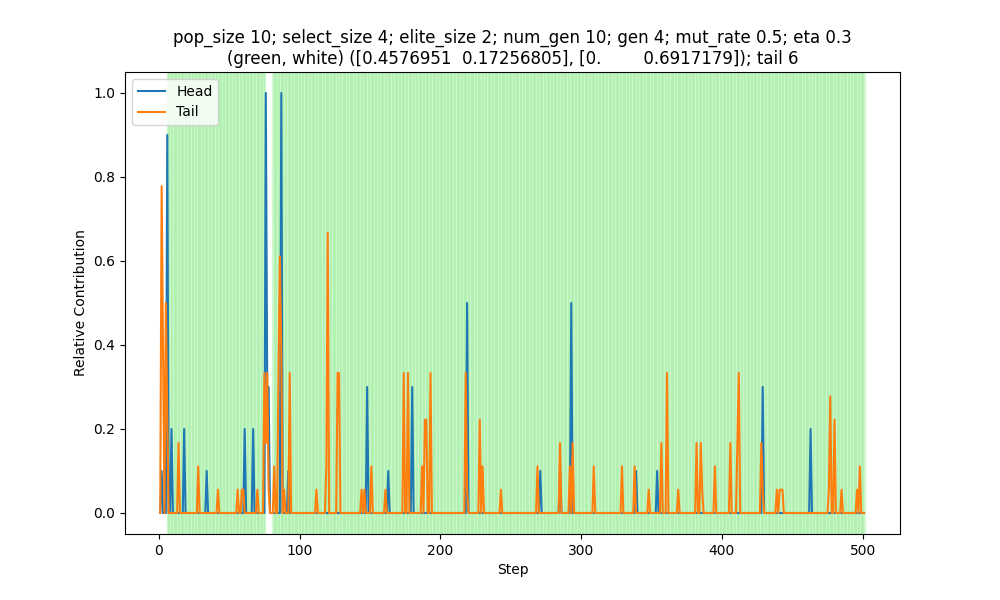 pop_size 10; select_size 4; elite_size 2; num_gen 10; gen 4; mut_rate 0.5; eta 0.3
(green, white) ([0.4576951  0.17256805], [0.         0.6917179]); tail 6
Head
Tail
1.0
0.8
0.6
0.4
0.2
0.0
Relative Contribution
0 100 200 300 400 500
Step